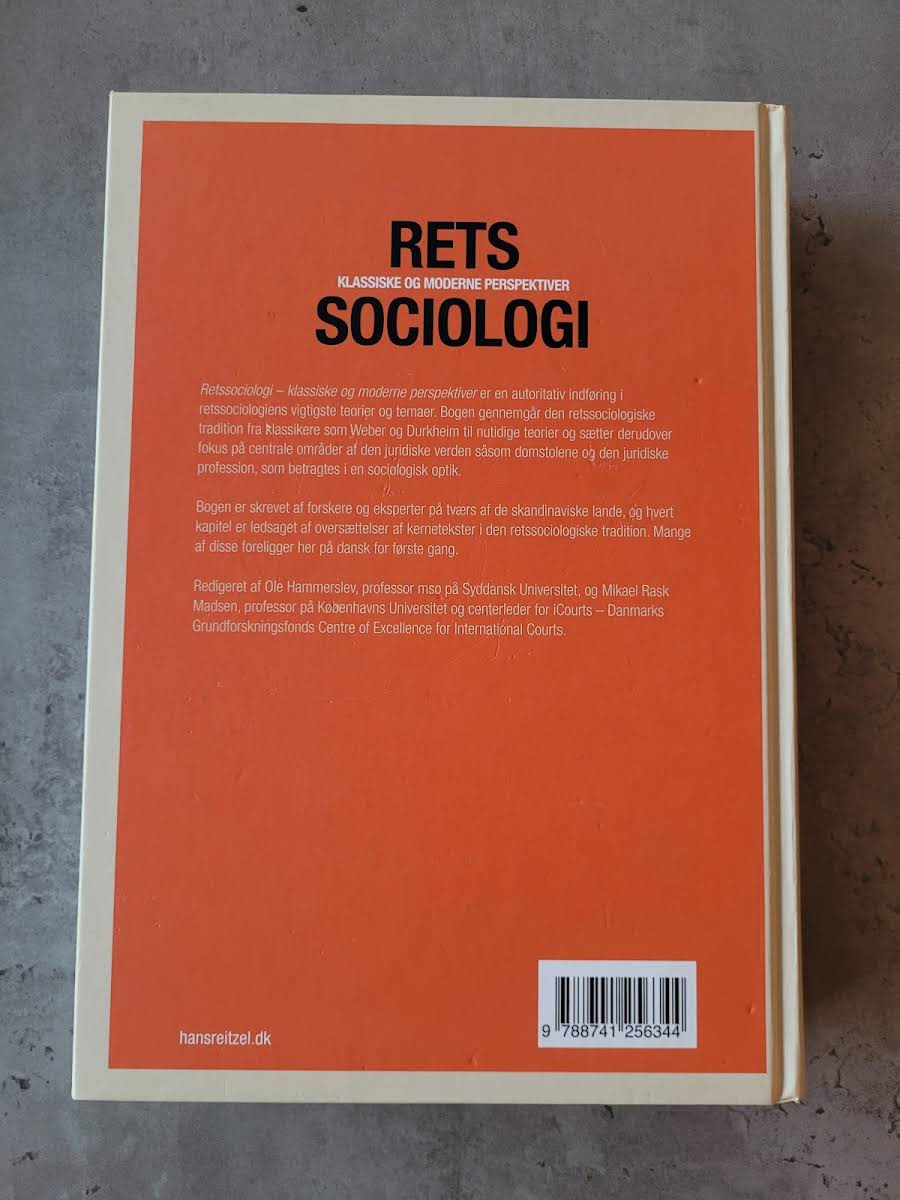 RETS
KLASSISKE OG MODERNE PERSPEKTIVER
SOCIOLOGI
Retssociologi – klassiske og moderne perspektiver er en autoritativ indføring i
retssociologiens vigtigste teorier og temaer. Bogen gennemgår den retssociologiske
tradition fra klassikere som Weber og Durkheim til nutidige teorier og sætter derudover
fokus på centrale områder af den juridiske verden såsom domstolene og den juridiske
profession, som betragtes i en sociologisk optik.
Bogen er skrevet af forskere og eksperter på tværs af de skandinaviske lande, og hvert
kapitel er ledsaget af oversættelser af kernetekster i den retssociologiske tradition. Mange
af disse foreligger her på dansk for første gang.
Redigeret af Ole Hammerslev, professor mso på Syddansk Universitet, og Mikael Rask
Madsen, professor på Københavns Universitet og centerleder for iCourts – Danmarks
Grundforskningsfonds Centre of Excellence for International Courts.
hansreitzel.dk
9 788741 256344